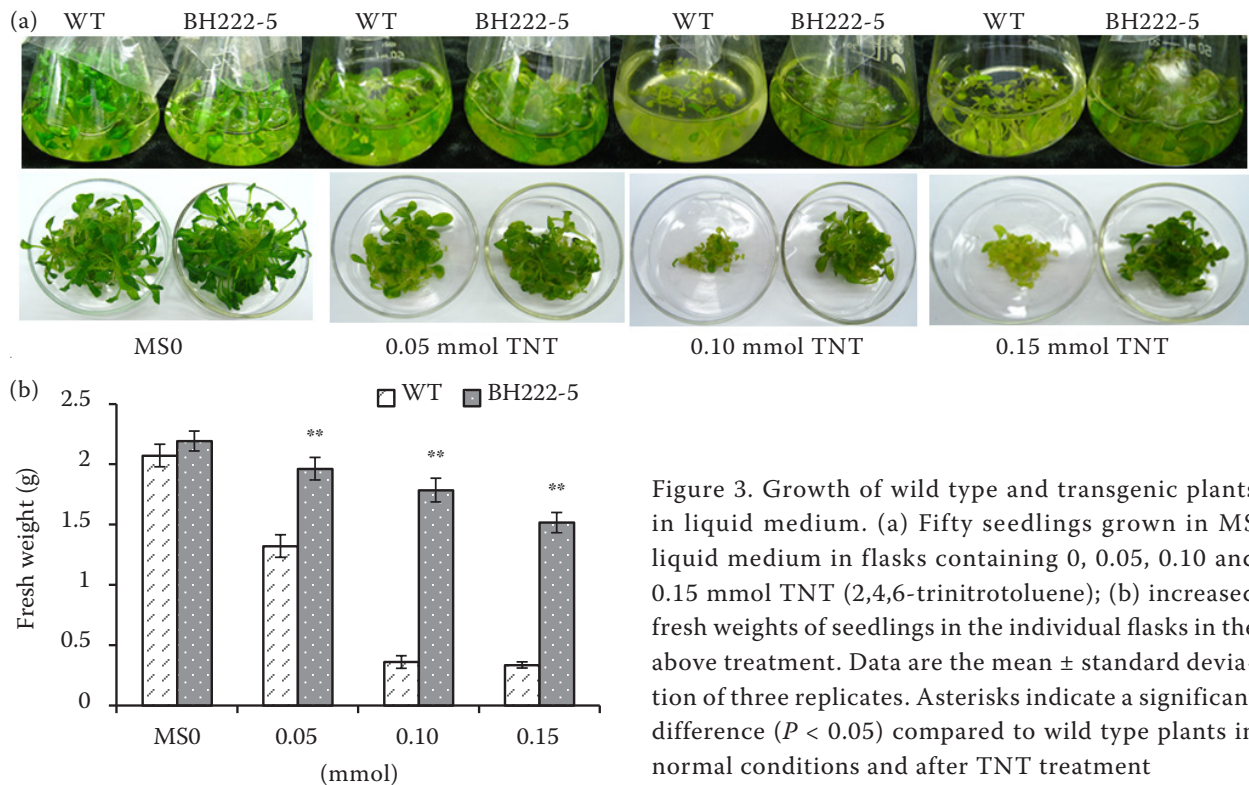 (a) WT BH222-5 WT BH222-5 WT BH222-5 WT BH222-5
MS0 0.05 mmol TNT 0.10 mmol TNT 0.15 mmol TNT
(b)
WT BH222-5
2.5
2
1.5
1
0.5
0
Fresh weight (g)
** ** **
MS0 0.05 0.10 0.15
(mmol)
Figure 3. Growth of wild type and transgenic plants
in liquid medium. (a) Fifty seedlings grown in MS
liquid medium in flasks containing 0, 0.05, 0.10 and
0.15 mmol TNT (2,4,6-trinitrotoluene); (b) increased
fresh weights of seedlings in the individual flasks in the
above treatment. Data are the mean ± standard devia-
tion of three replicates. Asterisks indicate a significan
difference (P < 0.05) compared to wild type plants in
normal conditions and after TNT treatment